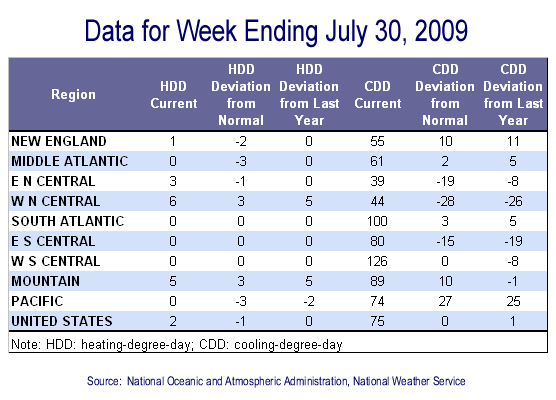 Data for Week Ending July 30, 2009
Region HDD Current HDD Deviation from Normal HDD Deviation from Last Year CDD Current CDD Deviation from Normal CDD Deviation from Last Year
NEW ENGLAND 1 -2 0 55 10 11
MIDDLE ATLANTIC 0 -3 0 61 2 5
E N CENTRAL 3 -1 0 39 -19 -8
W N CENTRAL 6 3 5 44 -28 -26
SOUTH ATLANTIC 0 0 0 100 3 5
E S CENTRAL 0 0 0 80 -15 -19
W S CENTRAL 0 0 0 126 0 -8
MOUNTAIN 5 3 5 89 10 -1
PACIFIC 0 -3 -2 74 27 25
UNITED STATES 2 -1 0 75 0 1
Note: HDD: heating-degree-day; CDD: cooling-degree-day
Source: National Oceanic and Atmospheric Administration, National Weather Service